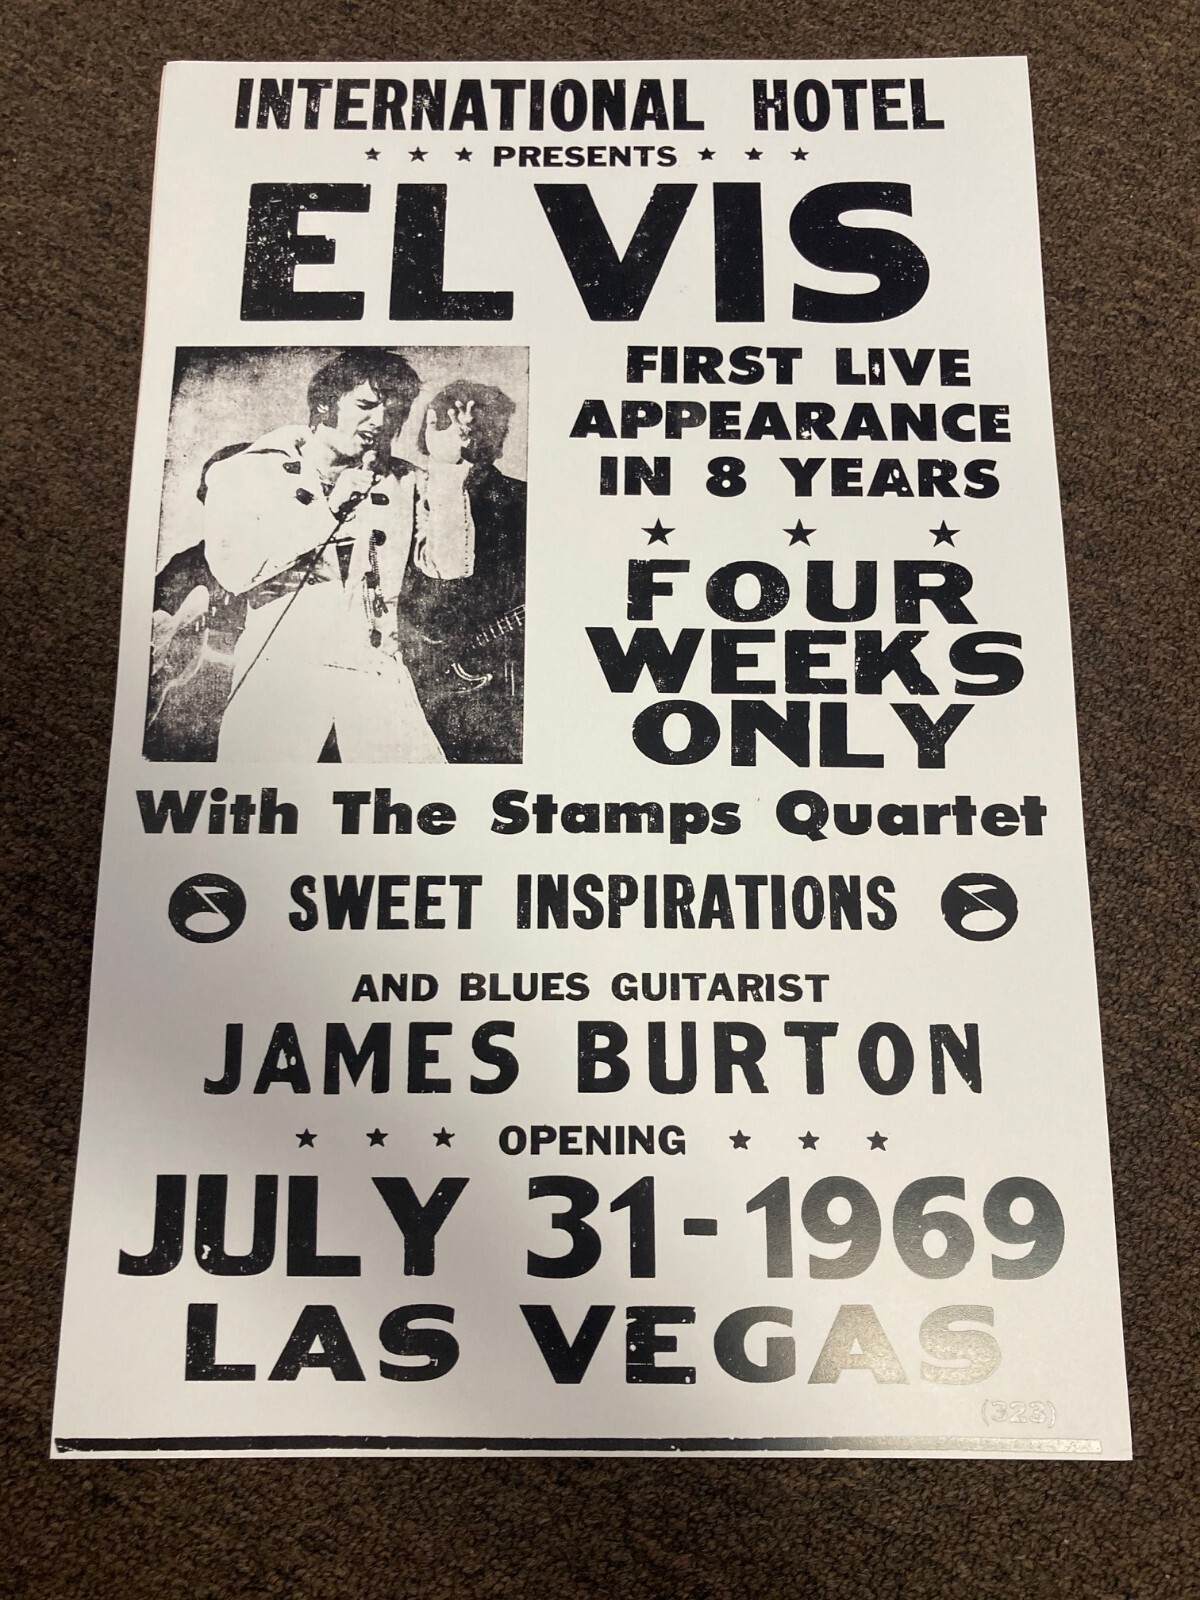 INTERNATIONAL HOTEL
★ ★ ★ PRESENTS ★ ★ ★
ELVIS
FIRST LIVE
APPEARANCE
IN 8 YEARS
★ ★ ★
FOUR
WEEKS
ONLY
With The Stamps Quartet
SWEET INSPIRATIONS
AND BLUES GUITARIST
JAMES BURTON
★ ★ ★ OPENING ★ ★ ★
JULY 31-1969
LAS VEGAS
(323)